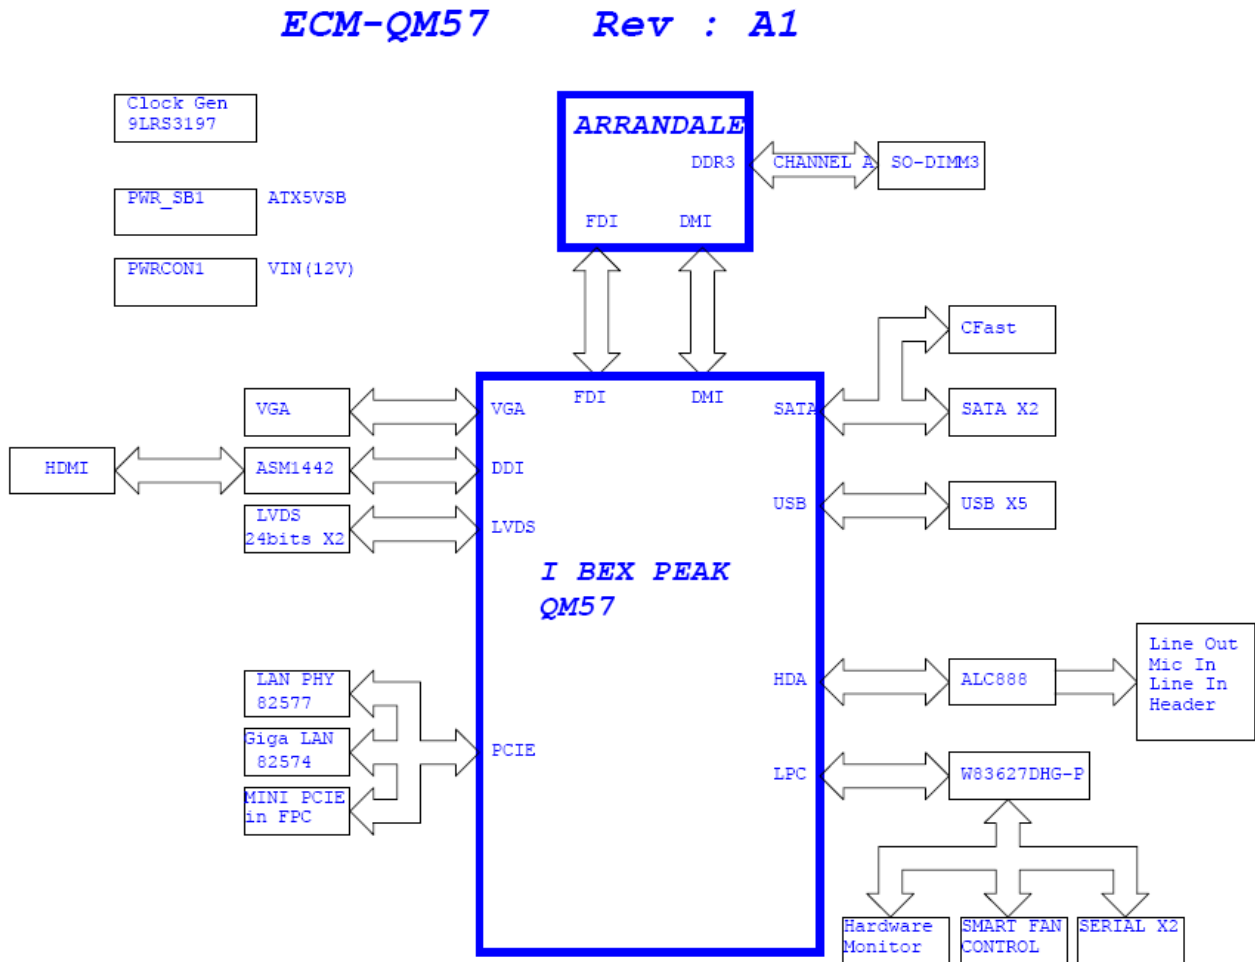 ECM-QM57 Rev : A1
Clock Gen
9LRS3197
ARRANDALE
DDR3
CHANNEL A
SO-DIMM3
PWR_SB1
ATX5VSB
FDI
DMI
PWRCON1
VIN(12V)
CFast
FDI
DMI
VGA
VGA
SATA
SATA X2
HDMI
ASM1442
DDI
LVDS
24bits X2
LVDS
USB
USB X5
I BEX PEAK
QM57
LAN PHY
82577
HDA
ALC888
Line Out
Mic In
Line In
Header
Giga LAN
82574
PCIE
LPC
W83627DHG-P
MINI PCIE
in FPC
Hardware
Monitor
SMART FAN
CONTROL
SERIAL X2